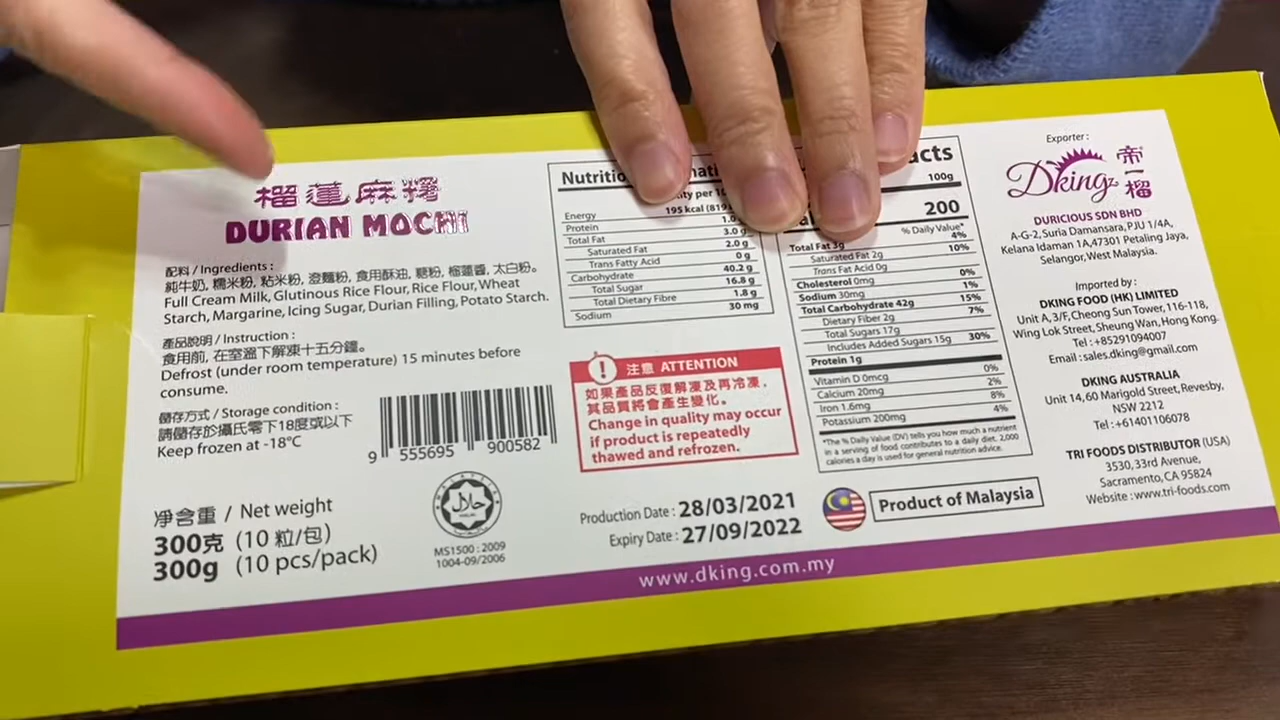 榴蓮麻糬
DURIAN MOCHI
配料 / Ingredients :
純牛奶, 糯米粉, 粘米粉, 澄麵粉, 食用酥油, 糖粉, 榴蓮醬, 太白粉。
Full Cream Milk, Glutinous Rice Flour, Rice Flour, Wheat
Starch, Margarine, Icing Sugar, Durian Filling, Potato Starch.
產品說明 / Instruction :
食用前, 在室溫下解凍十五分鐘。
Defrost (under room temperature) 15 minutes before
consume.
儲存方式 / Storage condition :
請儲存於攝氏零下18度或以下
Keep frozen at -18°C
9 555695 900582
淨含重 / Net weight
300克 (10 粒/包)
300g (10 pcs/pack)
MS1500 : 2009
1004-09/2006
Energy 195 kcal
Protein
Total Fat 3.0 g
Saturated Fat 2.0 g
Trans Fatty Acid 0 g
Carbohydrate 40.2 g
Total Sugar 16.8 g
Total Dietary Fibre 1.8 g
Sodium 30 mg
注意 ATTENTION
如果產品反復解凍及再冷凍,
其品質將會產生變化。
Change in quality may occur
if product is repeatedly
thawed and refrozen.
Production Date : 28/03/2021
Expiry Date : 27/09/2022
100g
200
% Daily Value*
Total Fat 3g 4%
Saturated Fat 2g 10%
Trans Fat 0g
Cholesterol 0mg 0%
Sodium 30mg 1%
Total Carbohydrate 42g 15%
Dietary Fiber 2g 7%
Total Sugars 17g
Includes Added Sugars 15g 30%
Protein 1g
Vitamin D 0mcg 0%
Calcium 20mg 2%
Iron 1.6mg 8%
Potassium 200mg 4%
*The % Daily Value (DV) tells you how much a nutrient
in a serving of food contributes to a daily diet. 2,000
calories a day is used for general nutrition advice.
Product of Malaysia
Exporter :
Dking 帝一榴
DURICIOUS SDN BHD
A-G-2, Suria Damansara, PJU 1/4A,
Kelana Idaman 1A,47301 Petaling Jaya,
Selangor, West Malaysia.
Imported by :
DKING FOOD (HK) LIMITED
Unit A, 3/F, Cheong Sun Tower, 116-118,
Wing Lok Street, Sheung Wan, Hong Kong.
Tel : +85291094007
Email : sales.dking@gmail.com
DKING AUSTRALIA
Unit 14, 60 Marigold Street, Revesby,
NSW 2212
Tel : +61401106078
TRI FOODS DISTRIBUTOR (USA)
3530, 33rd Avenue,
Sacramento, CA 95824
Website : www.tri-foods.com
www.dking.com.my